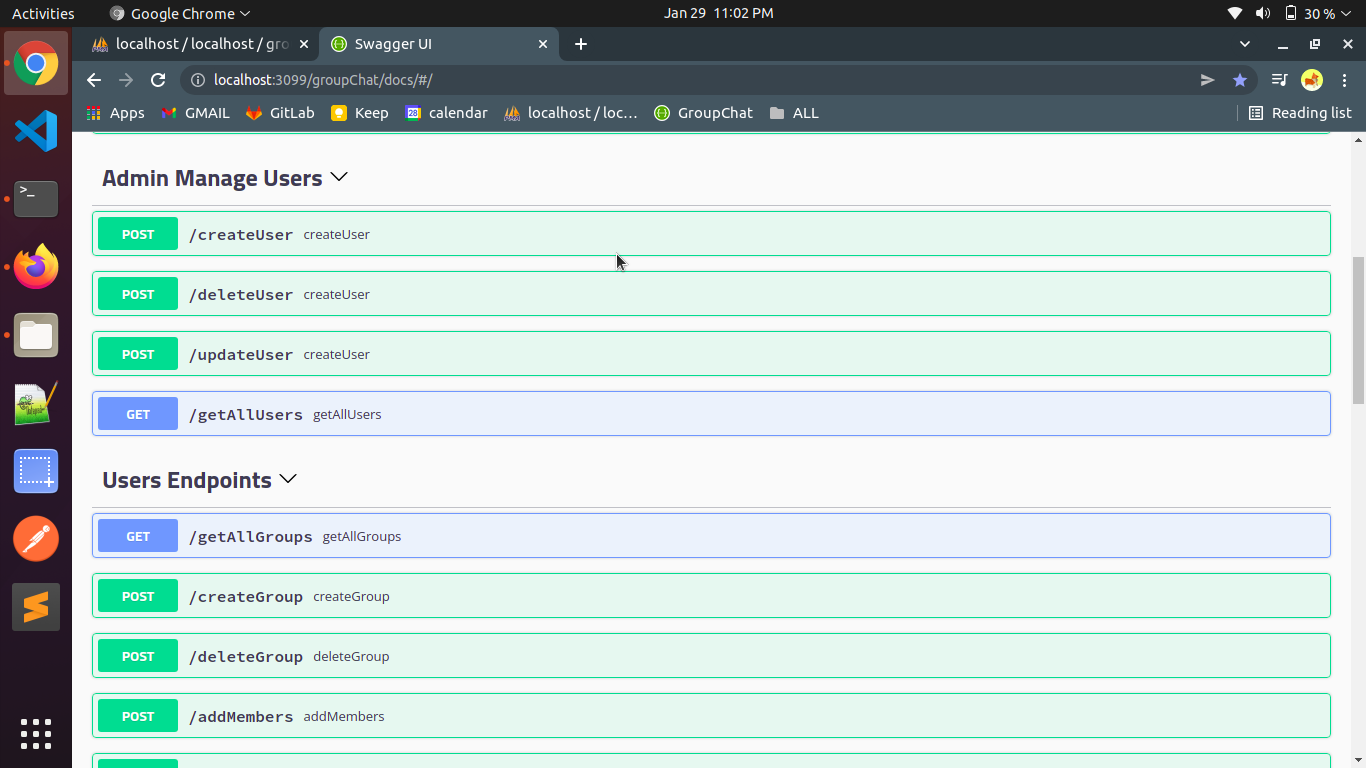 Activities Google Chrome Jan 29 11:02 PM 30 %
localhost / localhost / gro Swagger UI
localhost:3099/groupChat/docs/#/
Apps GMAIL GitLab Keep 28 calendar localhost / loc... GroupChat ALL Reading list
Admin Manage Users
POST /createUser createUser
POST /deleteUser createUser
POST /updateUser createUser
GET /getAllUsers getAllUsers
Users Endpoints
GET /getAllGroups getAllGroups
POST /createGroup createGroup
POST /deleteGroup deleteGroup
POST /addMembers addMembers